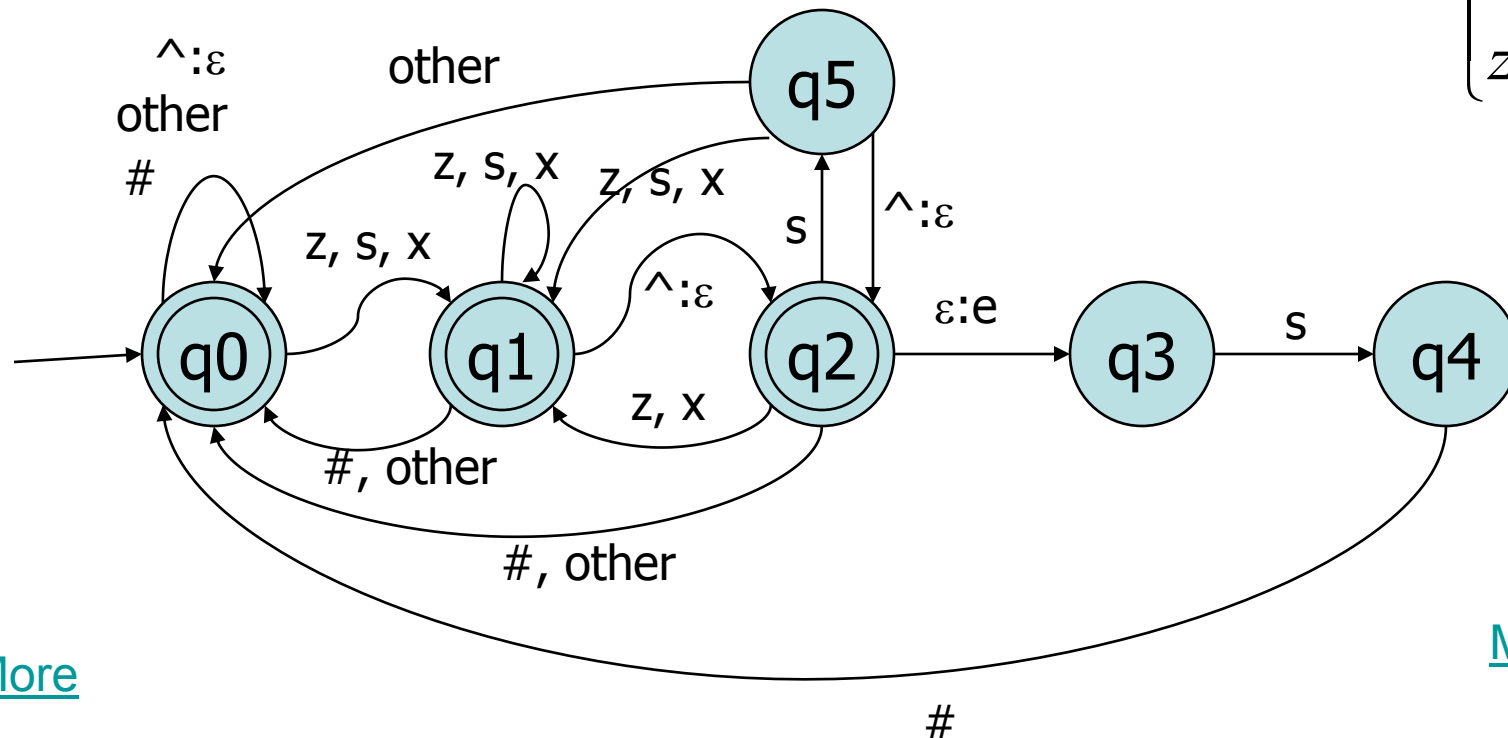 ^:ε
other
#
other
q5
z
z, s, x
z, s, x
z, s, x
s
^:ε
^:ε
ε:e
s
q0
q1
q2
q3
q4
z, x
#, other
#, other
#